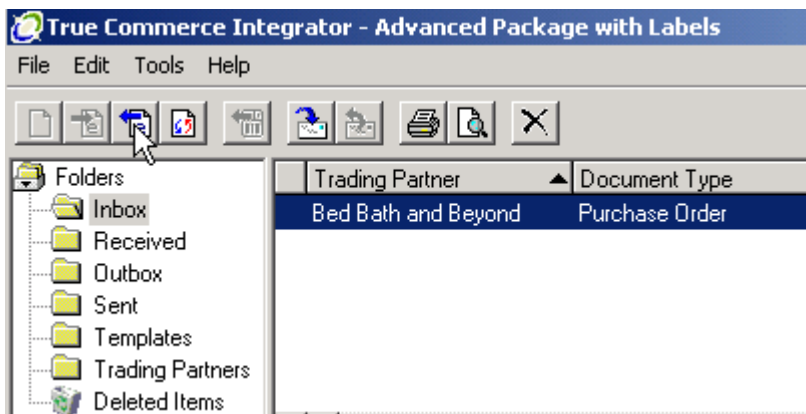 True Commerce Integrator - Advanced Package with Labels
File Edit Tools Help
Folders
Inbox
Received
Outbox
Sent
Templates
Trading Partners
Deleted Items
Trading Partner Document Type
Bed Bath and Beyond Purchase Order